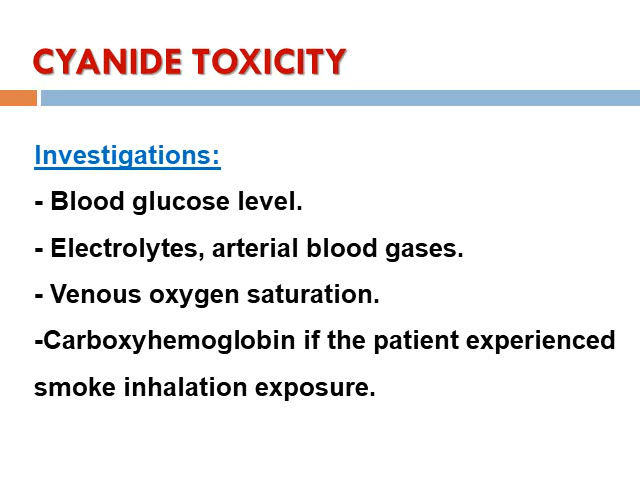 CYANIDE TOXICITY
Investigations:
- Blood glucose level.
- Electrolytes, arterial blood gases.
- Venous oxygen saturation.
-Carboxyhemoglobin if the patient experienced
smoke inhalation exposure.